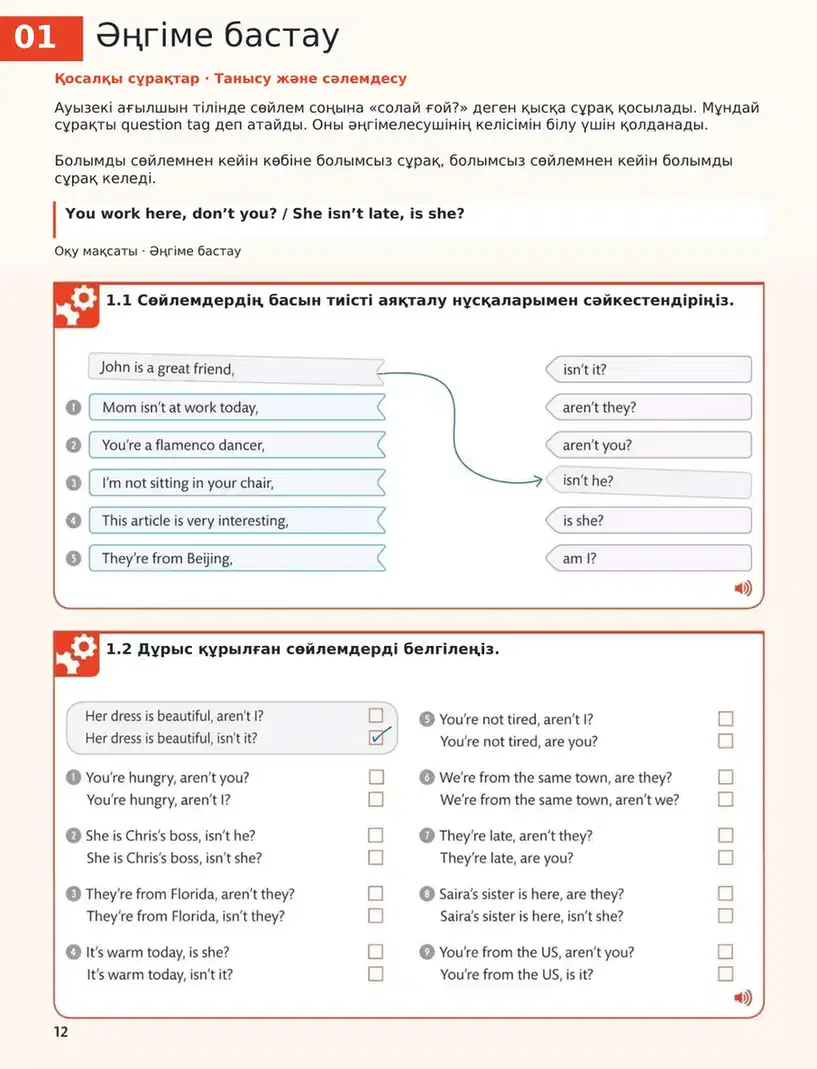 01
Әңгіме бастау
Қосалқы сұрақтар · Танысу және сәлемдесу
Ауызекі ағылшын тілінде сөйлем соңына «солай ғой?» деген қысқа сұрақ қосылады. Мұндай
сұрақты question tag деп атайды. Оны әңгімелесушінің келісімін білу үшін қолданады.
Болымды сөйлемнен кейін көбіне болымсыз сұрақ, болымсыз сөйлемнен кейін болымды
сұрақ келеді.
You work here, don’t you? / She isn’t late, is she?
Оқу мақсаты · Әңгіме бастау
1.1 Сөйлемдердің басын тиісті аяқталу нұсқаларымен сәйкестендіріңіз.
John is a great friend,
1 Mom isn’t at work today,
2 You’re a flamenco dancer,
3 I’m not sitting in your chair,
4 This article is very interesting,
5 They’re from Beijing,
isn’t it?
aren’t they?
aren’t you?
isn’t he?
is she?
am I?
1.2 Дұрыс құрылған сөйлемдерді белгілеңіз.
Her dress is beautiful, aren’t I?
Her dress is beautiful, isn’t it?
1 You’re hungry, aren’t you?
You’re hungry, aren’t I?
2 She is Chris’s boss, isn’t he?
She is Chris’s boss, isn’t she?
3 They’re from Florida, aren’t they?
They’re from Florida, isn’t they?
4 It’s warm today, is she?
It’s warm today, isn’t it?
5 You’re not tired, aren’t I?
You’re not tired, are you?
6 We’re from the same town, are they?
We’re from the same town, aren’t we?
7 They’re late, aren’t they?
They’re late, are you?
8 Saira’s sister is here, are they?
Saira’s sister is here, isn’t she?
9 You’re from the US, aren’t you?
You’re from the US, is it?
12